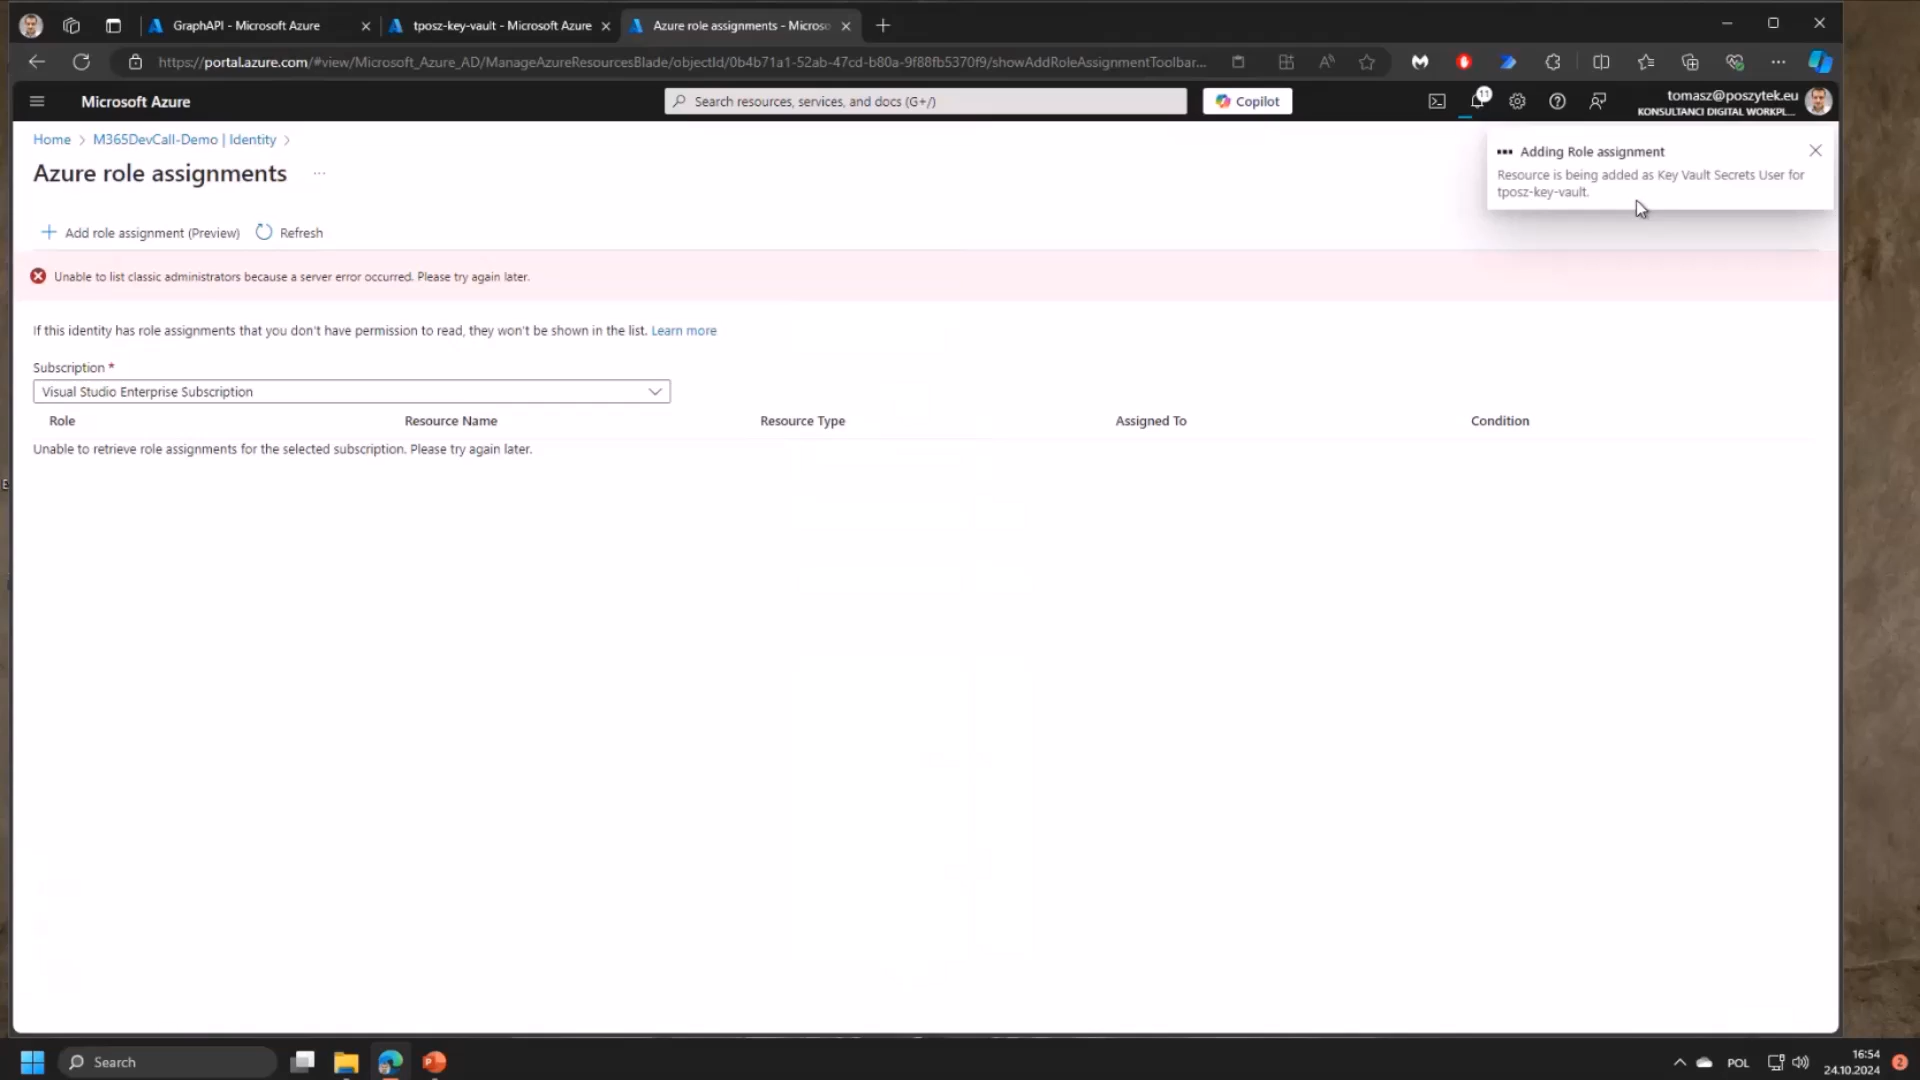 GraphAPI - Microsoft Azure
tposz-key-vault - Microsoft Azure
Azure role assignments - Microso
https://portal.azure.com/#view/Microsoft_Azure_AD/ManageAzureResourcesBlade/objectId/0b4b71a1-52ab-47cd-b80a-9f88fb5370f9/showAddRoleAssignmentToolbar...
Microsoft Azure
Search resources, services, and docs (G+/)
Copilot
11
tomasz@poszytek.eu
KONSULTANCI DIGITAL WORKPL...
Home > M365DevCall-Demo | Identity >
Azure role assignments ...
Adding Role assignment
Resource is being added as Key Vault Secrets User for
tposz-key-vault.
Add role assignment (Preview)
Refresh
Unable to list classic administrators because a server error occurred. Please try again later.
If this identity has role assignments that you don't have permission to read, they won't be shown in the list. Learn more
Subscription *
Visual Studio Enterprise Subscription
Role Resource Name Resource Type Assigned To Condition
Unable to retrieve role assignments for the selected subscription. Please try again later.
Search
POL
16:54
24.10.2024
2